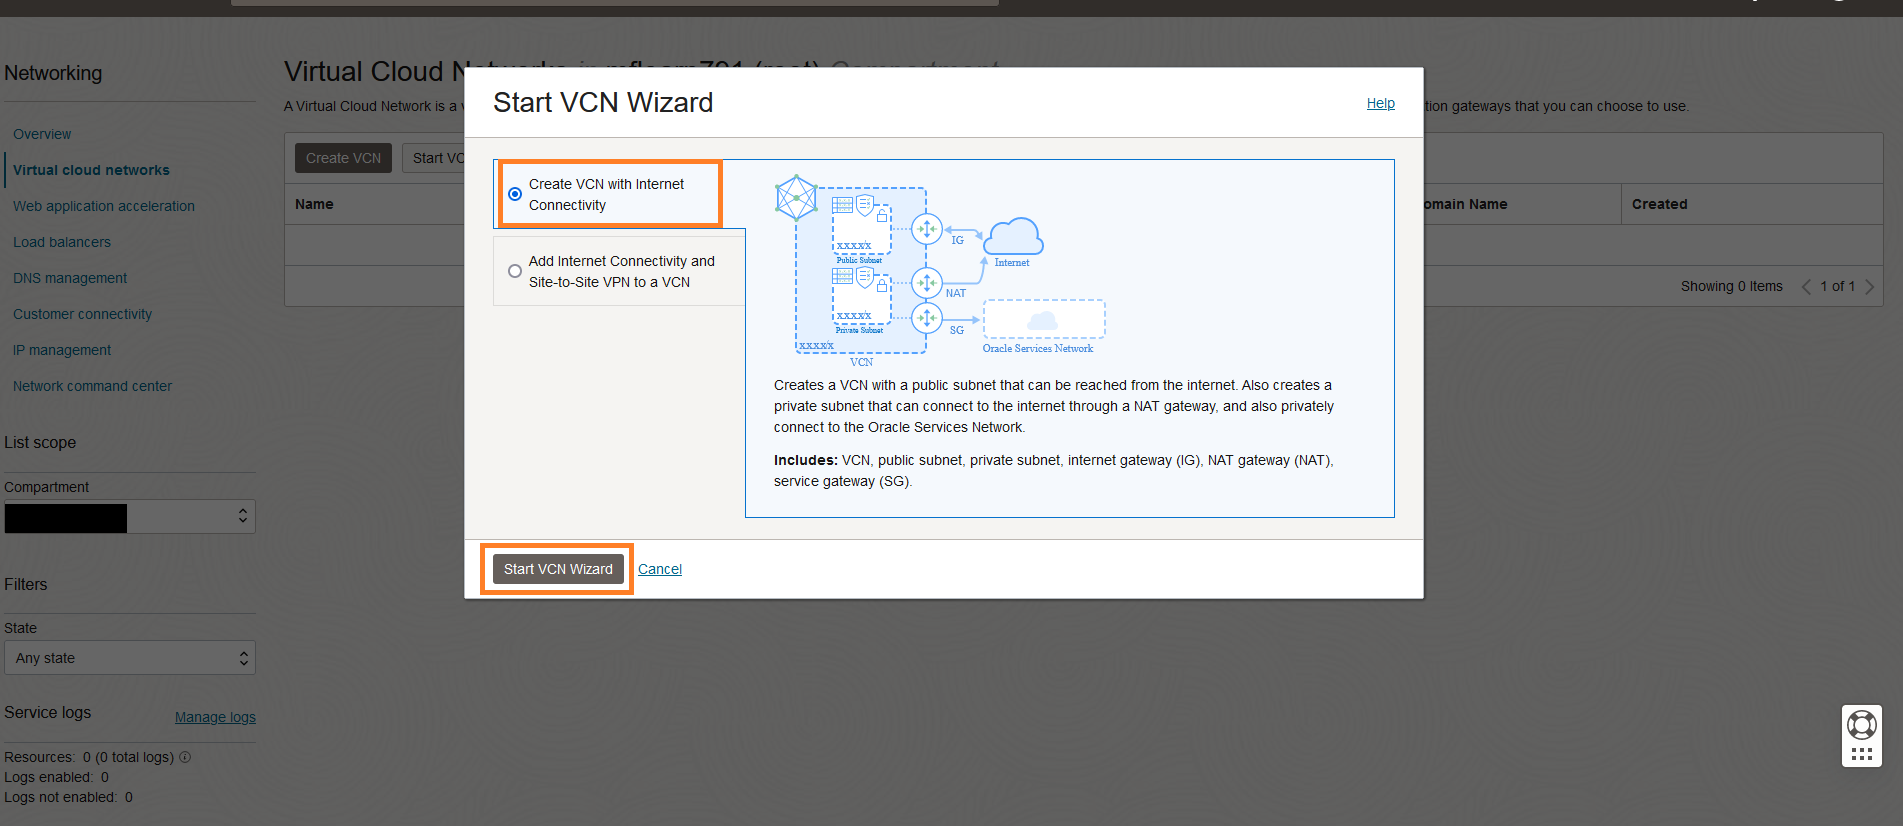 Networking
Overview
Virtual cloud networks
Web application acceleration
Load balancers
DNS management
Customer connectivity
IP management
Network command center
List scope
Compartment
Filters
State
Any state
Service logs
Manage logs
Resources: 0 (0 total logs)
Logs enabled: 0
Logs not enabled: 0
Virtual Cloud
A Virtual Cloud Network is a
tion gateways that you can choose to use.
Create VCN
Start VC
Name
omain Name
Created
Showing 0 Items
1 of 1
Start VCN Wizard
Help
Create VCN with Internet
Connectivity
Add Internet Connectivity and
Site-to-Site VPN to a VCN
xxxx/x
Public Subnet
xxxx/x
Private Subnet
xxxx/x
VCN
IG
Internet
NAT
SG
Oracle Services Network
Creates a VCN with a public subnet that can be reached from the internet. Also creates a
private subnet that can connect to the internet through a NAT gateway, and also privately
connect to the Oracle Services Network.
Includes: VCN, public subnet, private subnet, internet gateway (IG), NAT gateway (NAT),
service gateway (SG).
Start VCN Wizard
Cancel